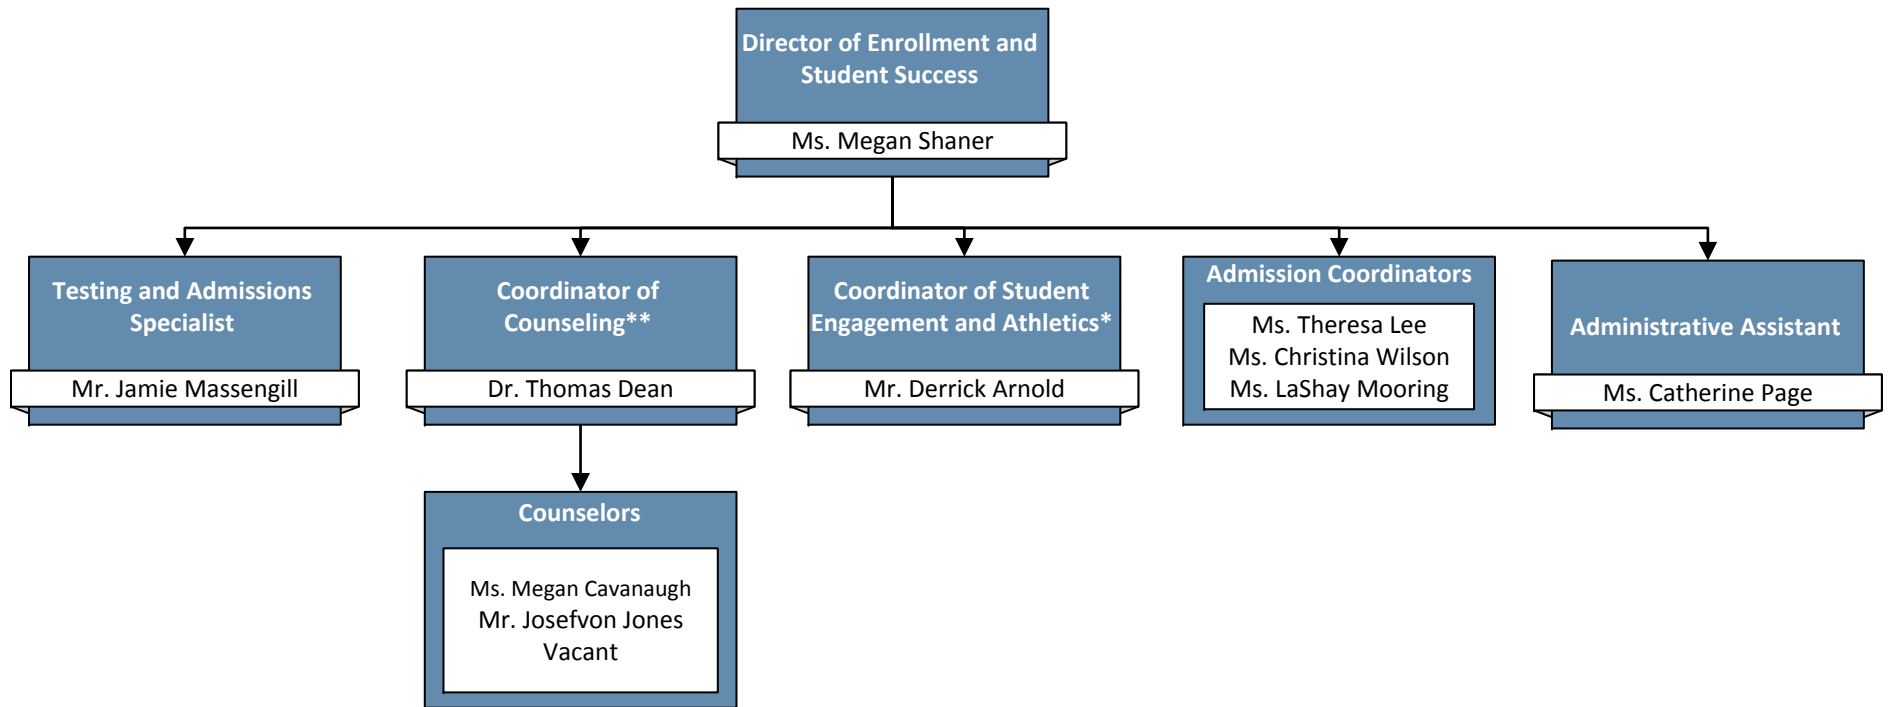 Director of Enrollment and
Student Success
Ms. Megan Shaner
Testing and Admissions
Specialist
Mr. Jamie Massengill
Coordinator of
Counseling**
Dr. Thomas Dean
Coordinator of Student
Engagement and Athletics*
Mr. Derrick Arnold
Admission Coordinators
Ms. Theresa Lee
Ms. Christina Wilson
Ms. LaShay Mooring
Administrative Assistant
Ms. Catherine Page
Counselors
Ms. Megan Cavanaugh
Mr. Josefvon Jones
Vacant